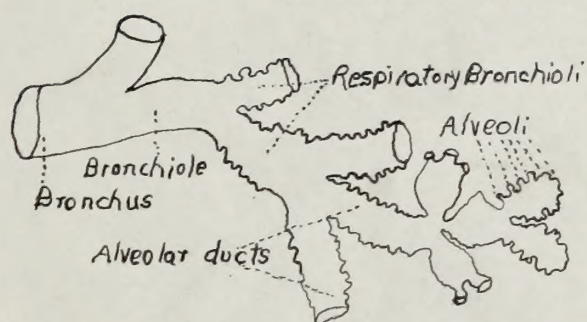 Respiratory Bronchioli
Alveoli
Bronchiole
Bronchus
Alveolar ducts